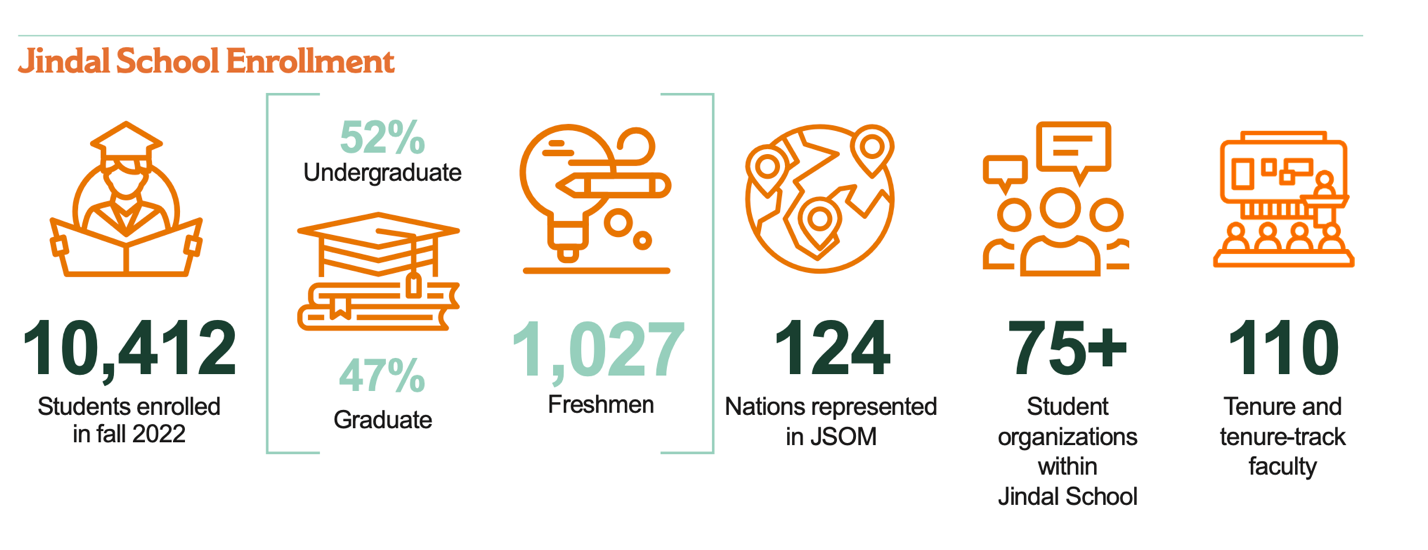 Jindal School Enrollment
10,412
Students enrolled
in fall 2022
52%
Undergraduate
47%
Graduate
1,027
Freshmen
124
Nations represented
in JSOM
75+
Student
organizations
within
Jindal School
110
Tenure and
tenure-track
faculty